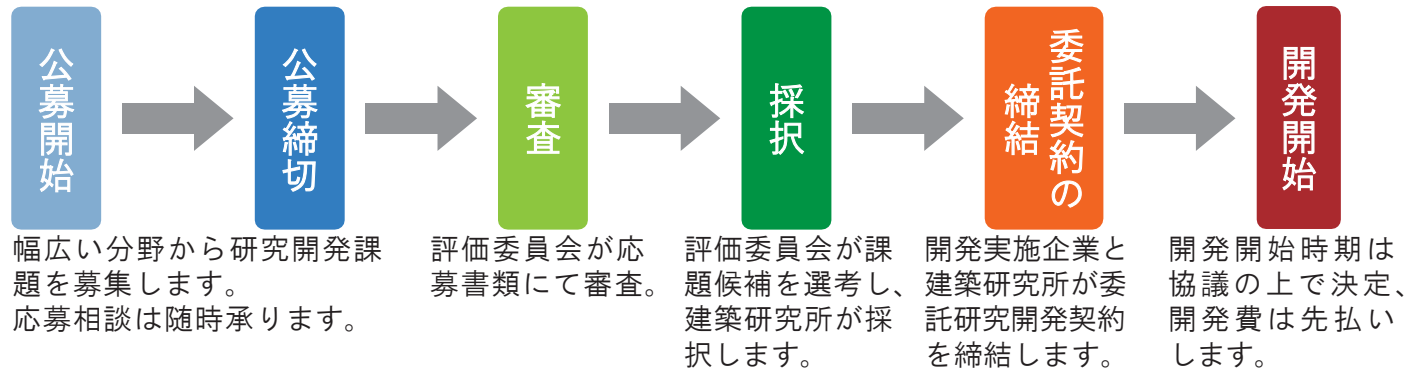 公募開始
公募締切
審査
採択
委託契約の
締結
開発開始
幅広い分野から研究開発課
題を募集します。
応募相談は随時承ります。
評価委員会が応
募書類にて審査。
評価委員会が課
題候補を選考し、
建築研究所が採
択します。
開発実施企業と
建築研究所が委
託研究開発契約
を締結します。
開発開始時期は
協議の上で決定、
開発費は先払い
します。